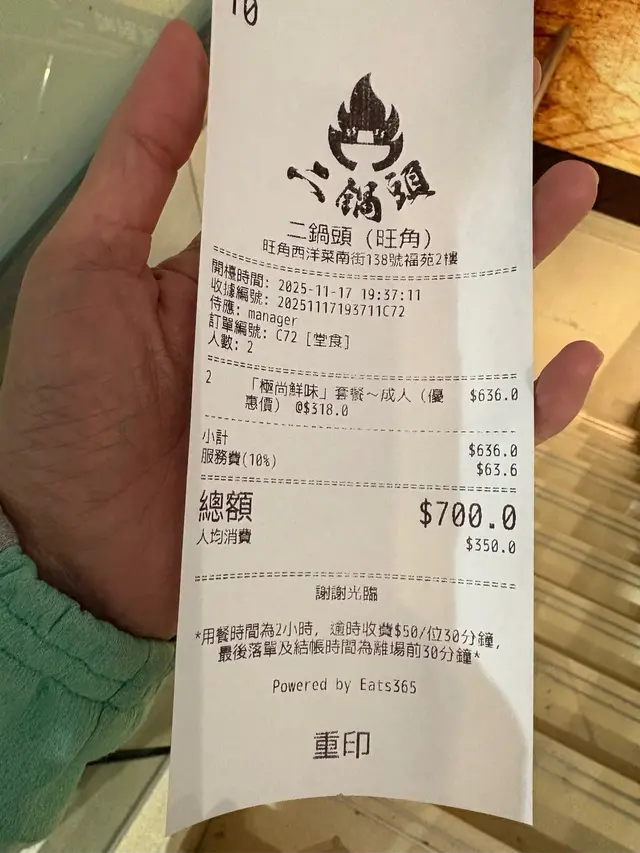 10
二鍋頭
二鍋頭 (旺角)
旺角西洋菜南街138號福苑2樓
開檯時間: 2025-11-17 19:37:11
收據編號: 20251117193711C72
侍應: manager
訂單編號: C72 [堂食]
人數: 2
2 「極尚鮮味」套餐～成人 (優 $636.0
惠價) @$318.0
小計 $636.0
服務費(10%) $63.6
總額 $700.0
人均消費 $350.0
謝謝光臨
*用餐時間為2小時, 逾時收費$50/位30分鐘,
最後落單及結帳時間為離場前30分鐘*
Powered by Eats365
重印